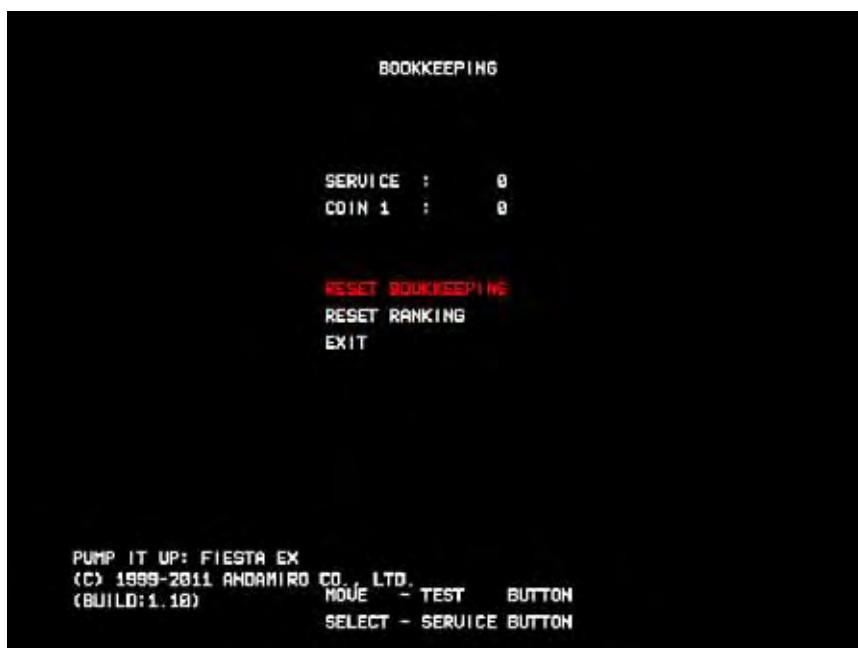 BOOKKEEPING
SERVICE : 0
COIN 1 : 0
RESET BOOKKEEPING
RESET RANKING
EXIT
PUMP IT UP: FIESTA EX
(C) 1999-2011 ANDAMIRO CO., LTD.
(BUILD:1.10)
MOVE - TEST BUTTON
SELECT - SERVICE BUTTON